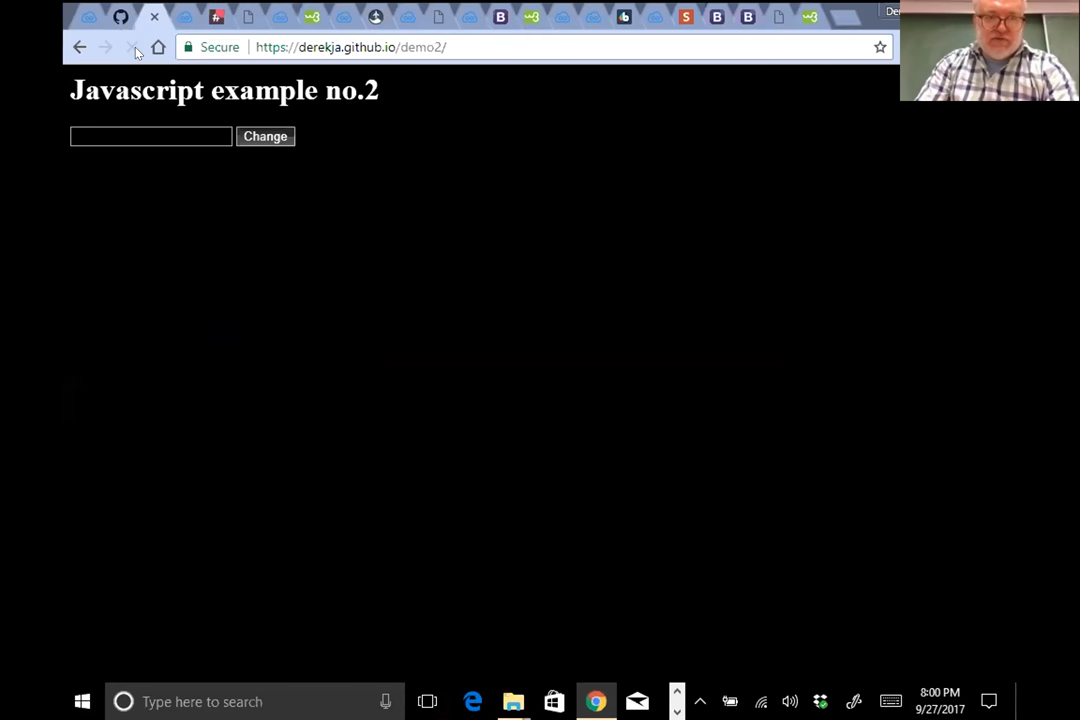 De
Secure
https://derekja.github.io/demo2/
Javascript example no.2
Change
Type here to search
8:00 PM
9/27/2017